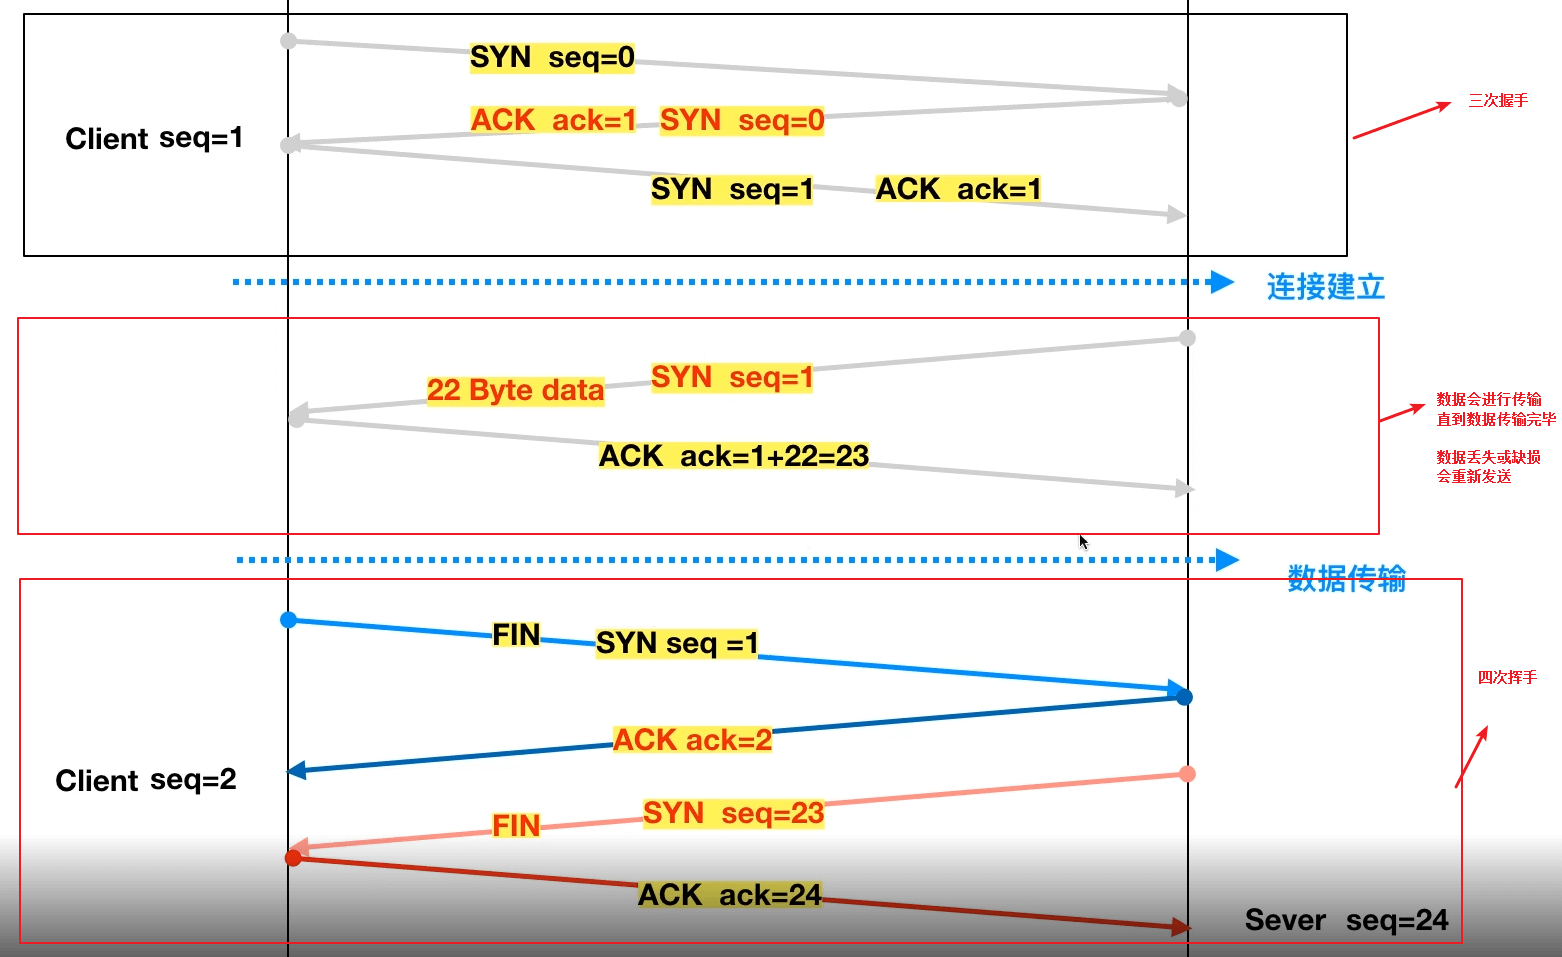 SYN seq=0
ACK ack=1 SYN seq=0
三次握手
Client seq=1
SYN seq=1 ACK ack=1
连接建立
22 Byte data SYN seq=1
数据会进行传输
直到数据传输完毕
ACK ack=1+22=23
数据丢失或缺损
会重新发送
数据传输
FIN SYN seq =1
四次挥手
ACK ack=2
Client seq=2
FIN SYN seq=23
ACK ack=24
Sever seq=24